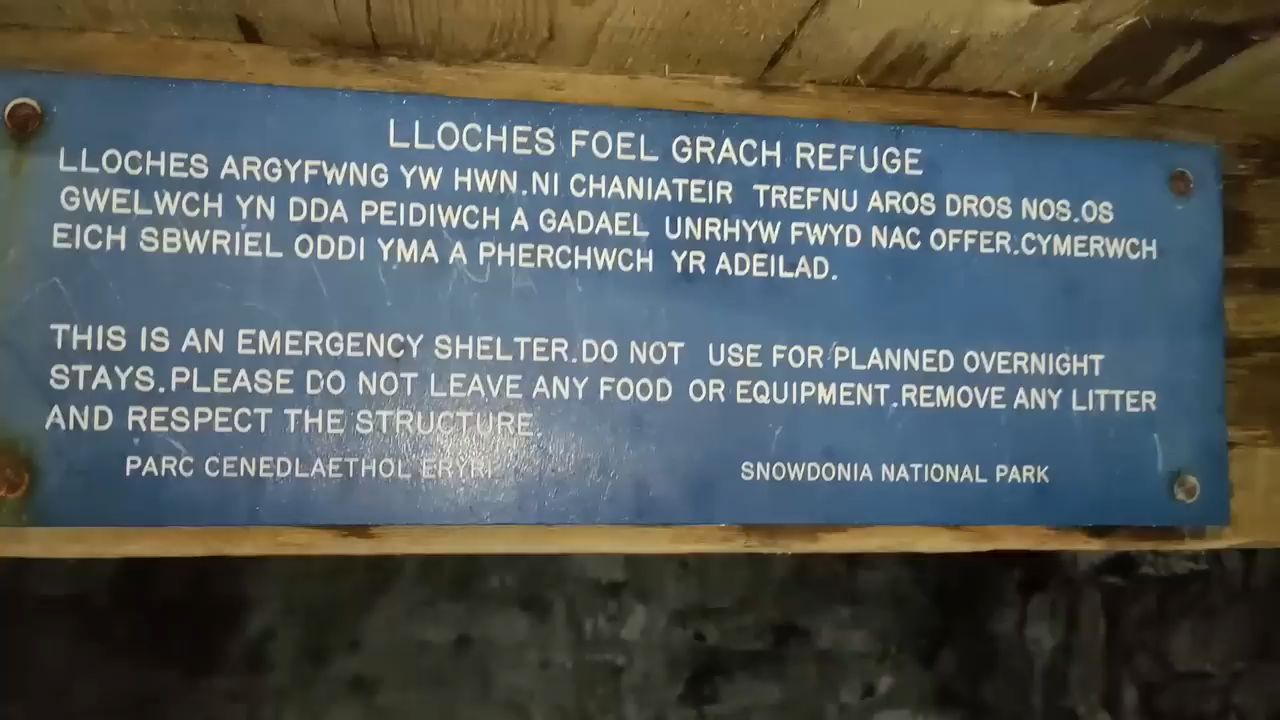 LLOCHES FOEL GRACH REFUGE
LLOCHES ARGYFWNG YW HWN.NI CHANIATEIR TREFNU AROS DROS NOS.OS
GWELWCH YN DDA PEIDIWCH A GADAEL UNRHYW FWYD NAC OFFER.CYMERWCH
EICH SBWRIEL ODDI YMA A PHERCHWCH YR ADEILAD.
THIS IS AN EMERGENCY SHELTER.DO NOT USE FOR PLANNED OVERNIGHT
STAYS.PLEASE DO NOT LEAVE ANY FOOD OR EQUIPMENT.REMOVE ANY LITTER
AND RESPECT THE STRUCTURE.
PARC CENEDLAETHOL ERYRI SNOWDONIA NATIONAL PARK